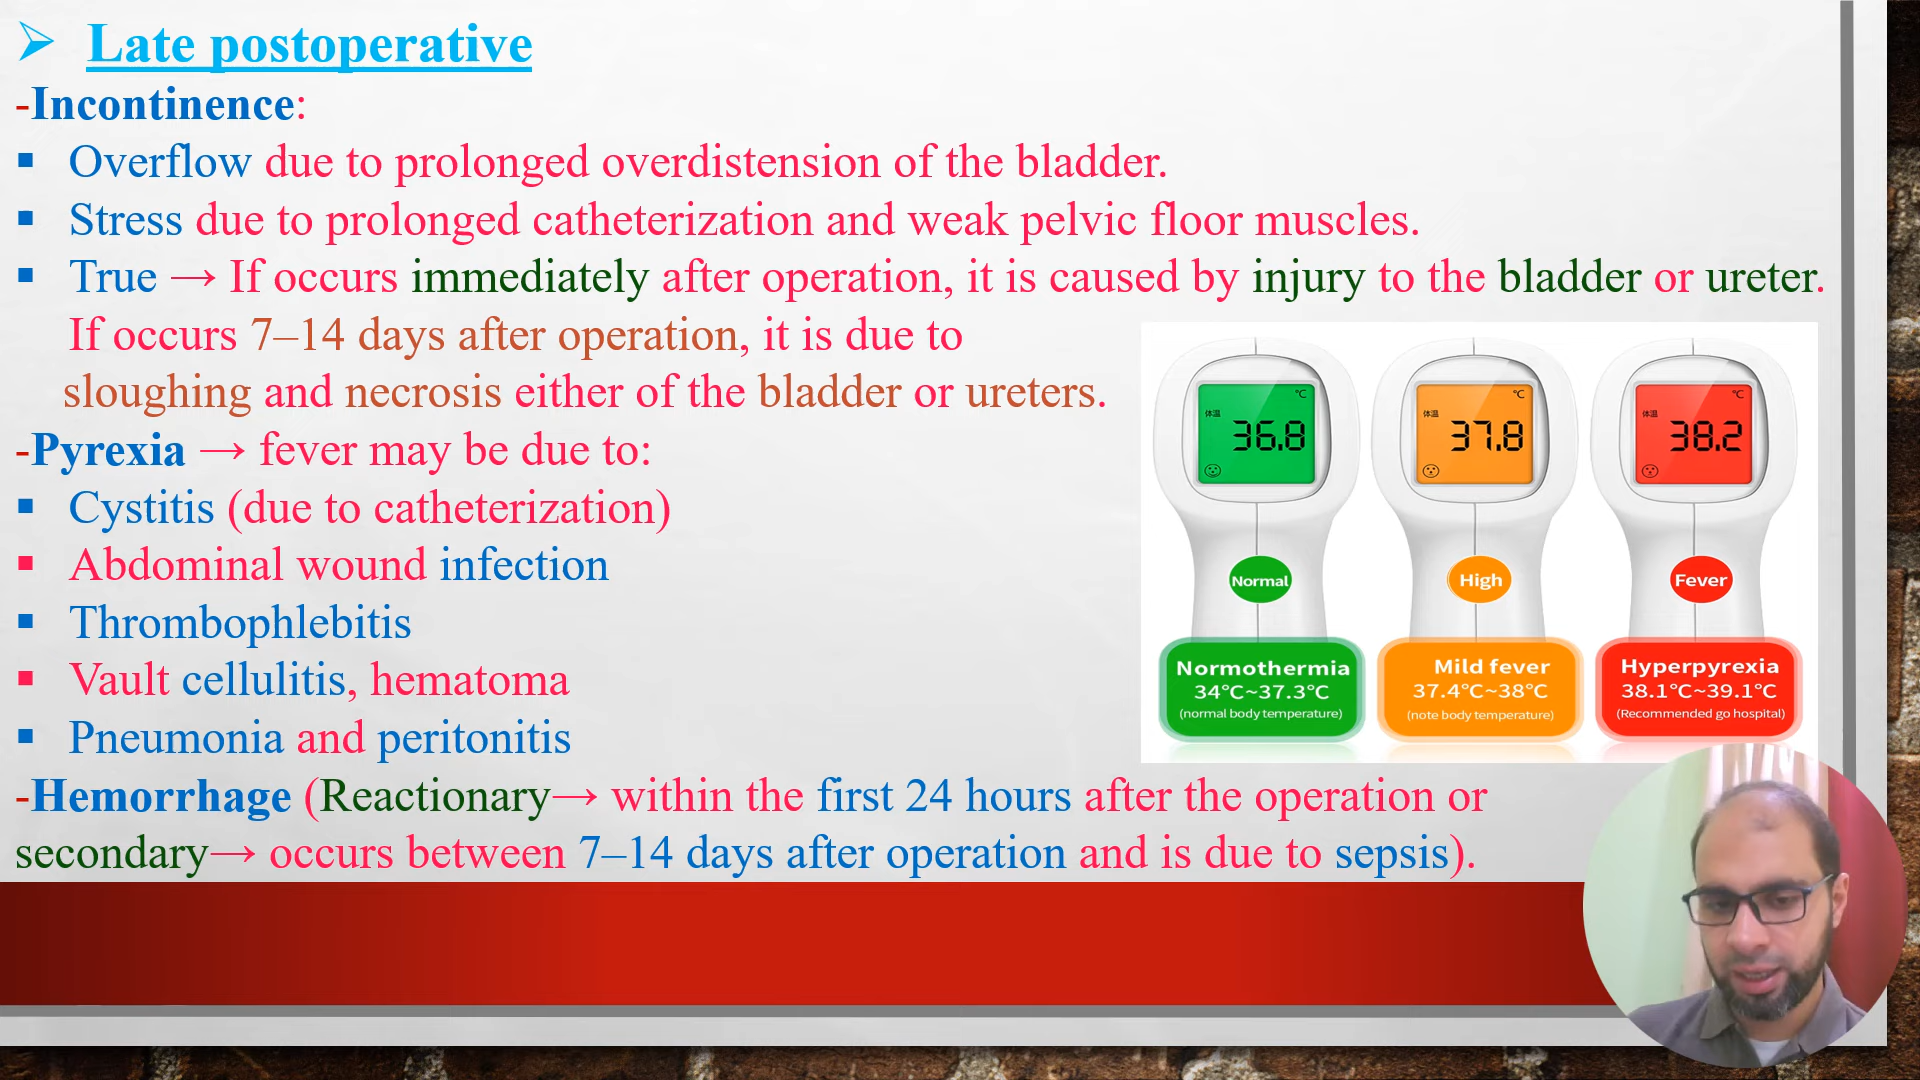 ➢ Late postoperative
-Incontinence:
▪ Overflow due to prolonged overdistension of the bladder.
▪ Stress due to prolonged catheterization and weak pelvic floor muscles.
▪ True → If occurs immediately after operation, it is caused by injury to the bladder or ureter.
If occurs 7–14 days after operation, it is due to
sloughing and necrosis either of the bladder or ureters.
-Pyrexia → fever may be due to:
▪ Cystitis (due to catheterization)
▪ Abdominal wound infection
▪ Thrombophlebitis
▪ Vault cellulitis, hematoma
▪ Pneumonia and peritonitis
-Hemorrhage (Reactionary→ within the first 24 hours after the operation or
secondary→ occurs between 7–14 days after operation and is due to sepsis).
°C
体温
36.8
Normal
Normothermia
34°C~37.3°C
(normal body temperature)
°C
体温
37.8
High
Mild fever
37.4°C~38°C
(note body temperature)
°C
体温
38.2
Fever
Hyperpyrexia
38.1°C~39.1°C
(Recommended go hospital)